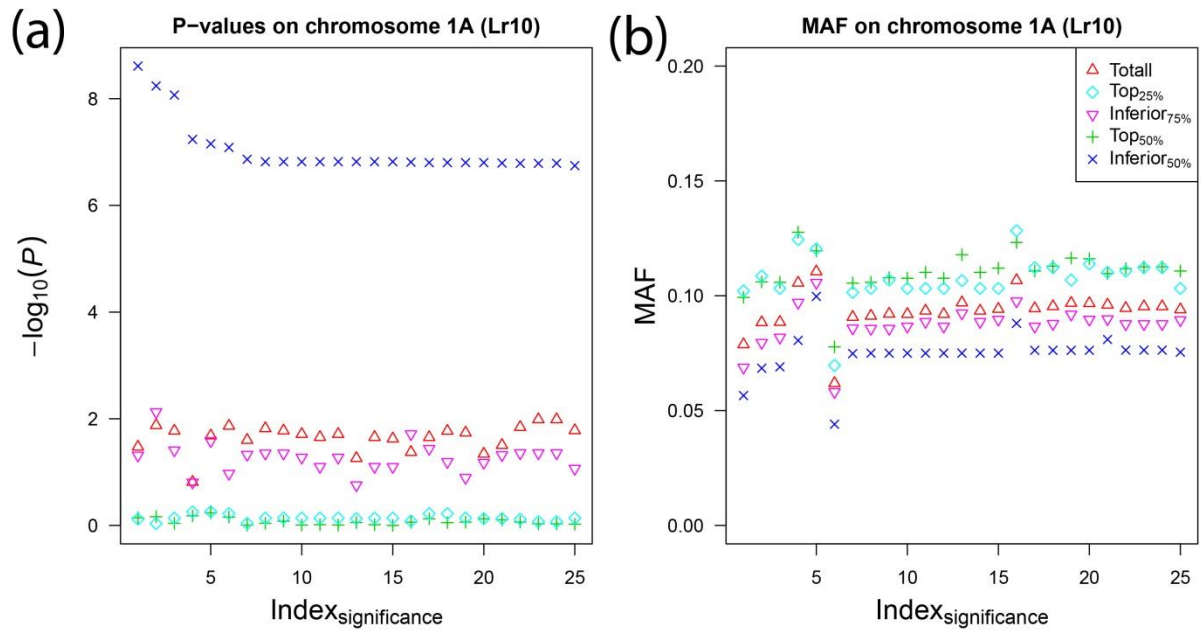 (a)
P-values on chromosome 1A (Lr10)
8
6
4
2
0
−log10(P)
5
10
15
20
25
Indexsignificance
(b)
MAF on chromosome 1A (Lr10)
0.20
0.15
0.10
0.05
0.00
MAF
Totall
Top25%
Inferior75%
Top50%
Inferior50%
5
10
15
20
25
Indexsignificance